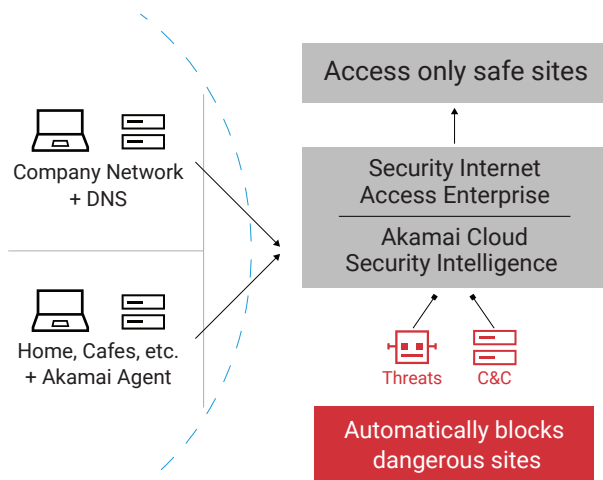 Access only safe sites
Company Network
+ DNS
Security Internet
Access Enterprise
Akamai Cloud
Security Intelligence
Home, Cafes, etc.
+ Akamai Agent
Threats
C&C
Automatically blocks
dangerous sites